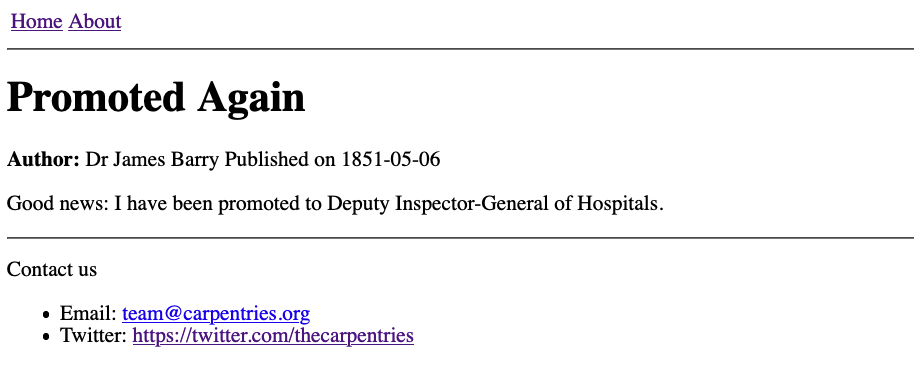 Home About
Promoted Again
Author: Dr James Barry Published on 1851-05-06
Good news: I have been promoted to Deputy Inspector-General of Hospitals.
Contact us
• Email: team@carpentries.org
• Twitter: https://twitter.com/thecarpentries